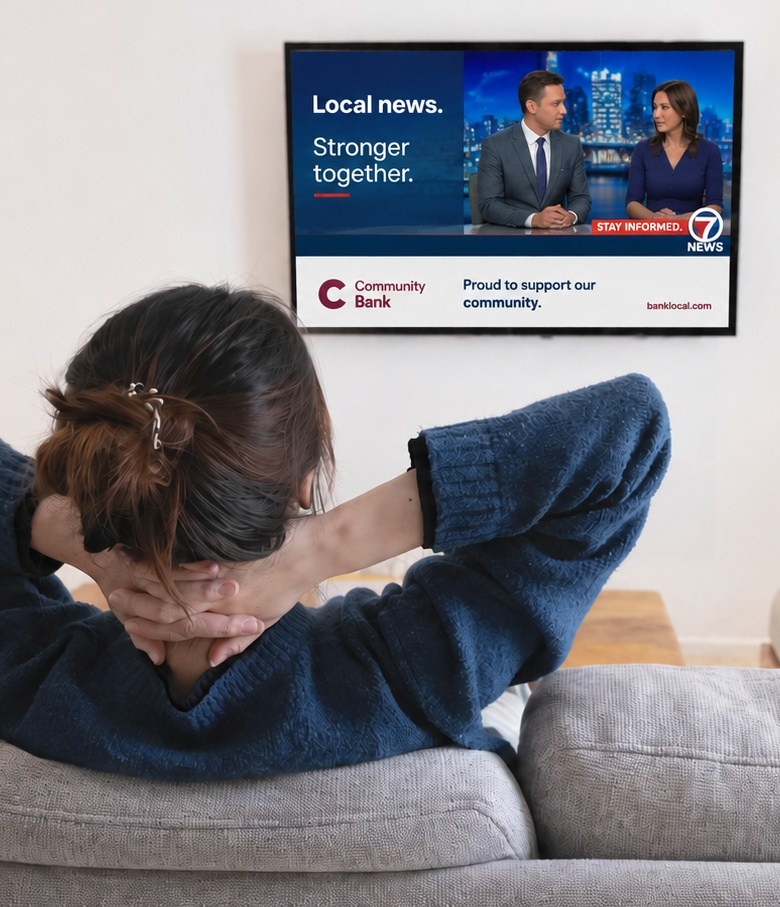 Local news.
Stronger
together.
STAY INFORMED.
7
NEWS
Community
Bank
Proud to support our
community.
banklocal.com